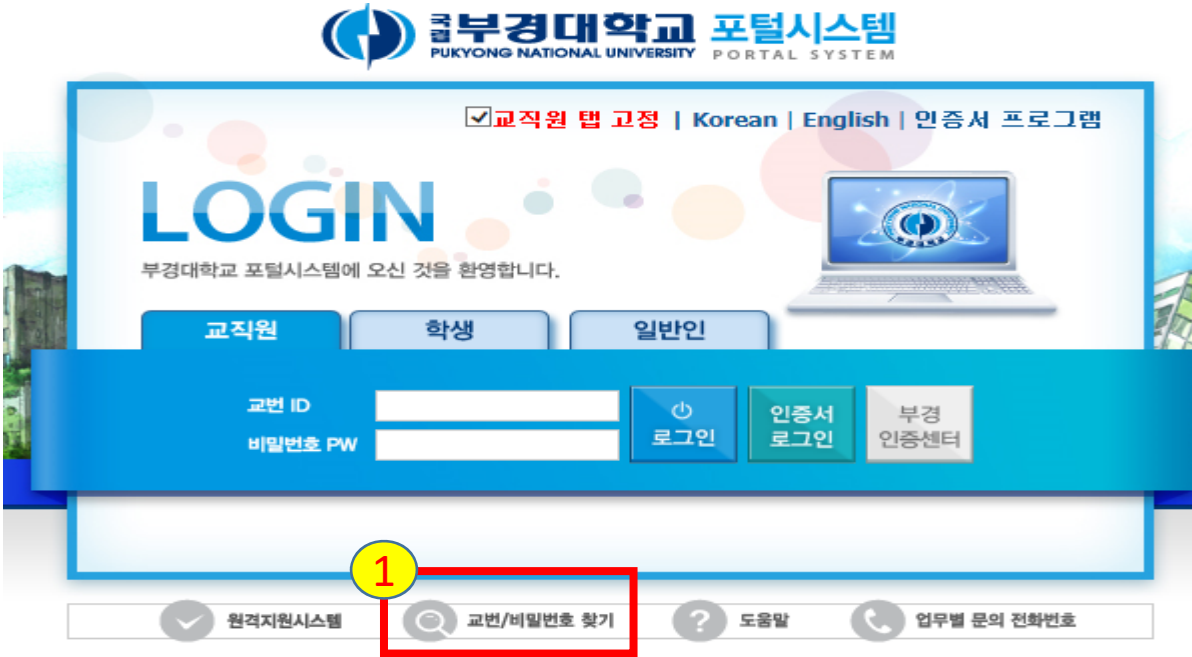 국립부경대학교 포털시스템
PUKYONG NATIONAL UNIVERSITY PORTAL SYSTEM
교직원 탭 고정 | Korean | English | 인증서 프로그램
LOGIN
부경대학교 포털시스템에 오신 것을 환영합니다.
교직원 학생 일반인
교번 ID
비밀번호 PW
로그인
인증서
로그인
부경
인증센터
1
원격지원시스템 교번/비밀번호 찾기 ? 도움말 업무별 문의 전화번호